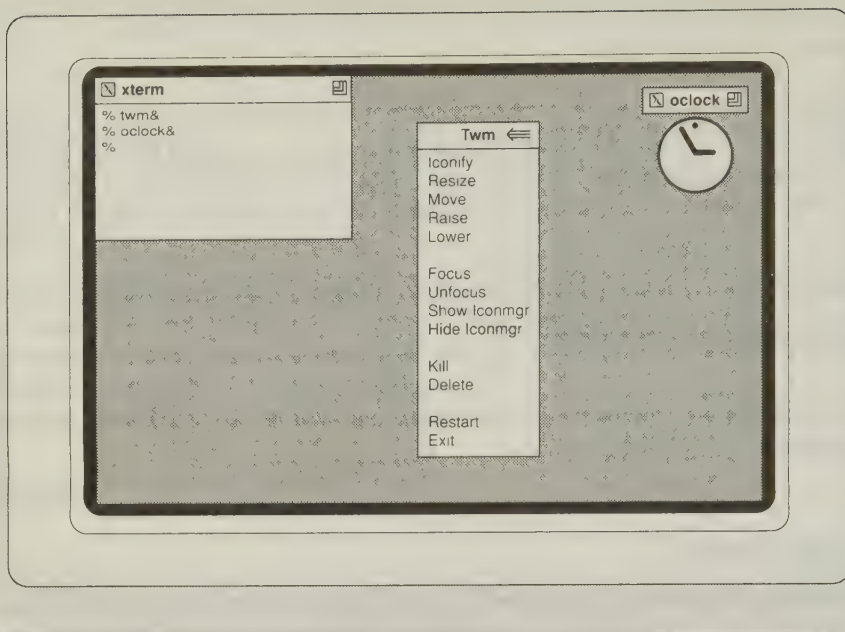 xterm
% twm&
% oclock&
%
Twm
Iconify
Resize
Move
Raise
Lower
Focus
Unfocus
Show Iconmgr
Hide Iconmgr
Kill
Delete
Restart
Exit
oclock